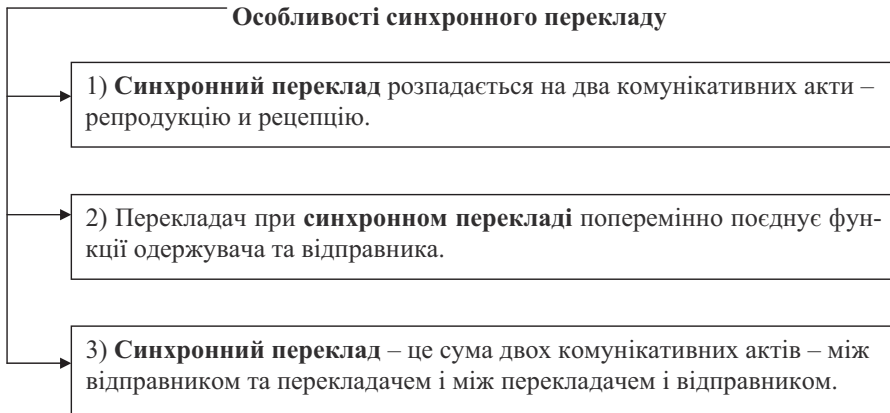 Особливості синхронного перекладу
1) Синхронний переклад розпадається на два комунікативних акти –
репродукцію и рецепцію.
2) Перекладач при синхронном перекладі поперемінно поєднує фун-
кції одержувача та відправника.
3) Синхронний переклад – це сума двох комунікативних актів – між
відправником та перекладачем і між перекладачем і відправником.